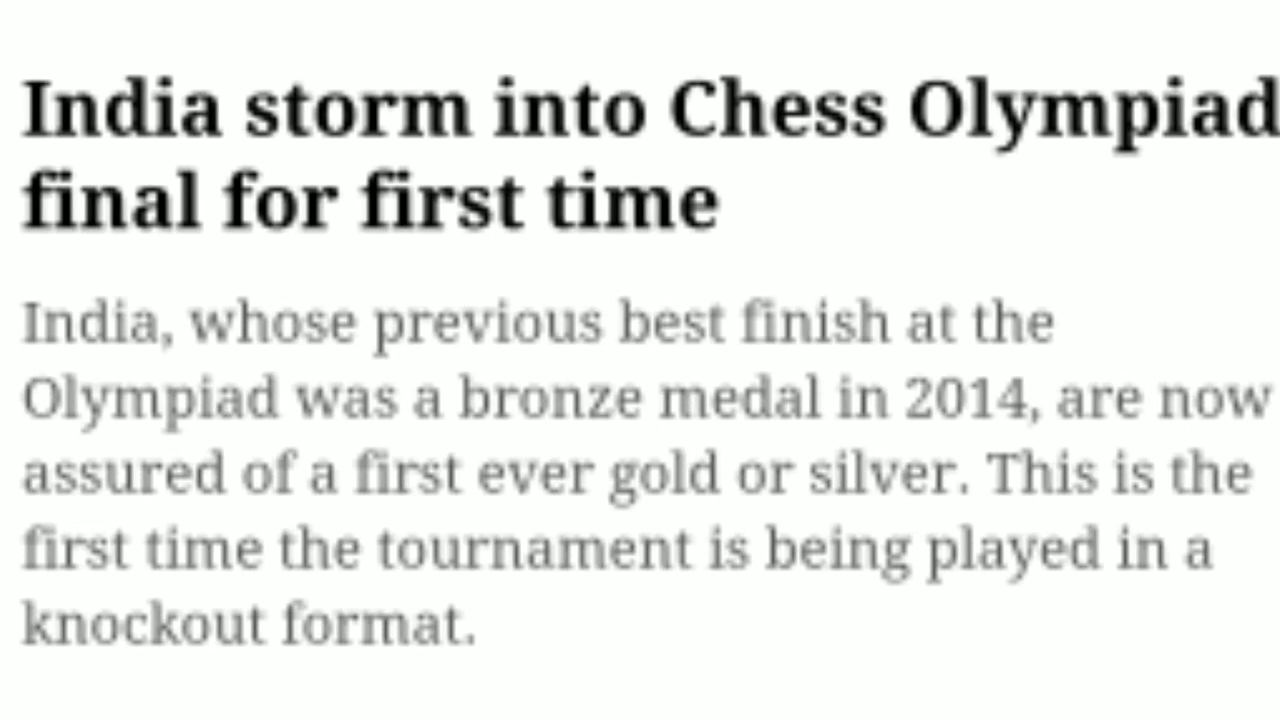 India storm into Chess Olympiad
final for first time
India, whose previous best finish at the
Olympiad was a bronze medal in 2014, are now
assured of a first ever gold or silver. This is the
first time the tournament is being played in a
knockout format.